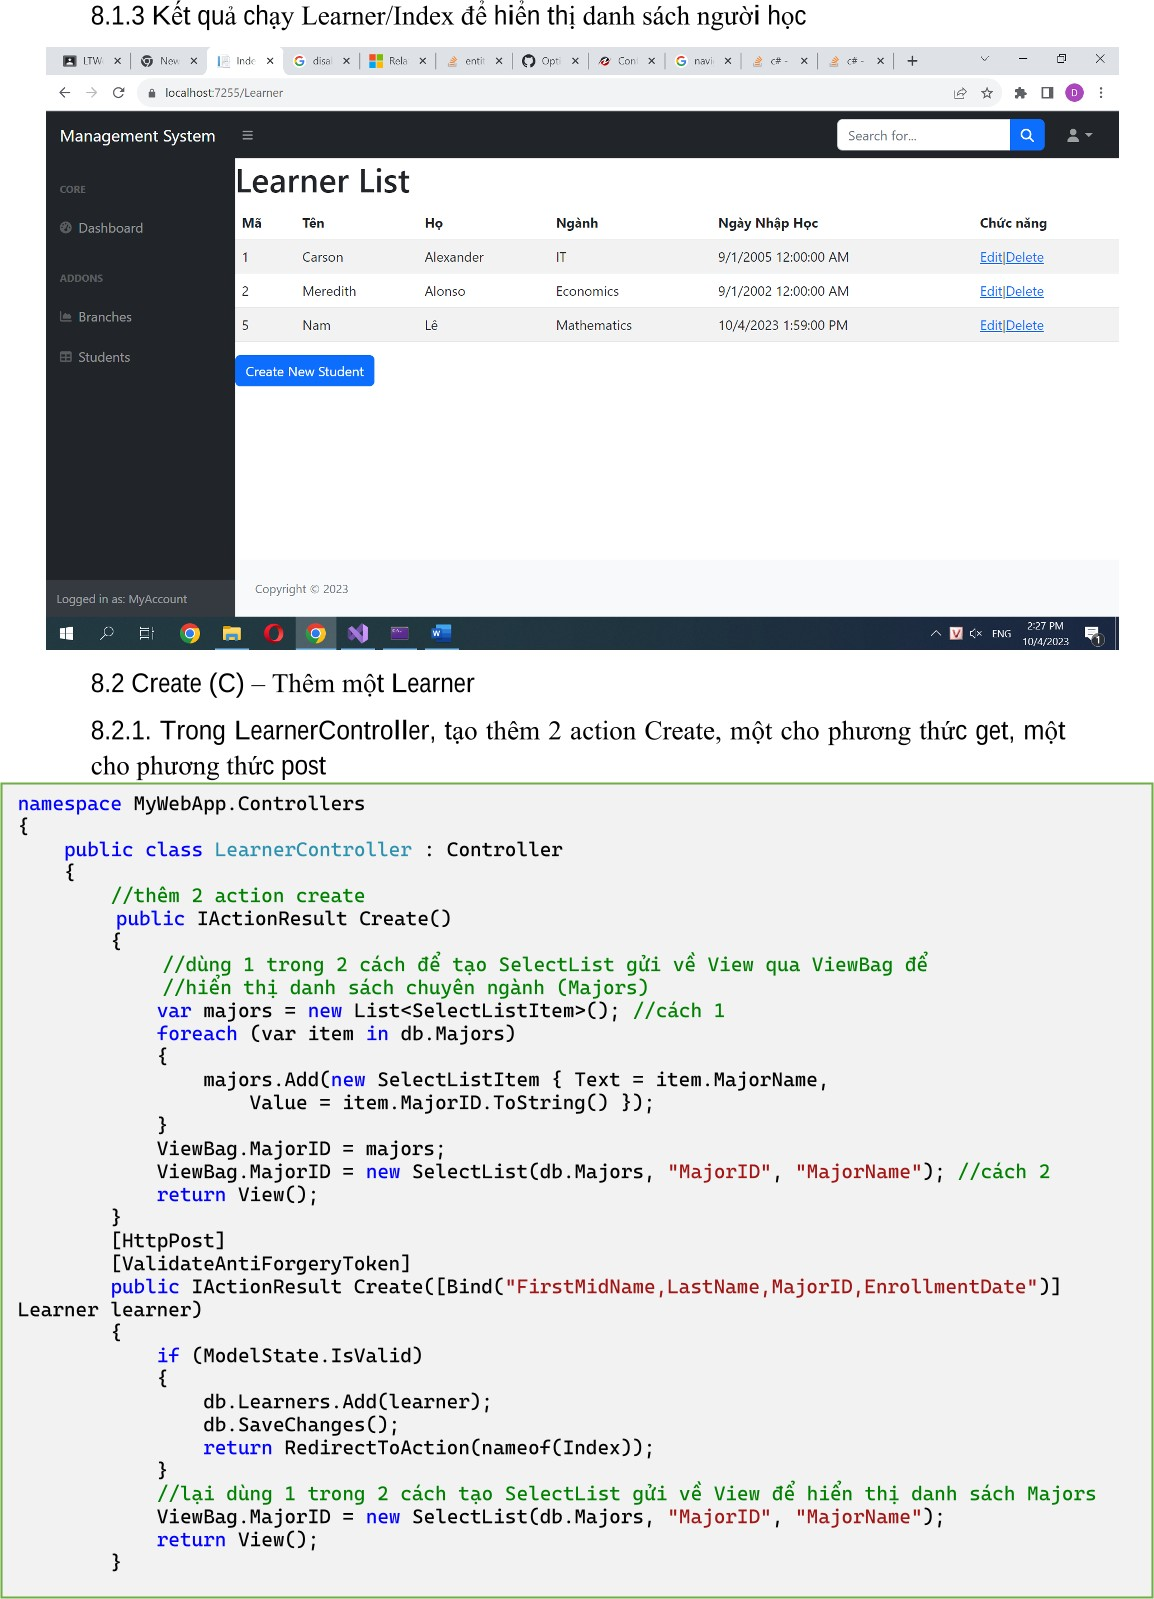 8.1.3 Kết quả chạy Learner/Index để hiển thị danh sách người học
LTW- New Inde disal Rela entit Opti Con navi c# - c# -
localhost:7255/Learner D
Management System Search for...
CORE
Learner List
Mã Tên Họ Ngành Ngày Nhập Học Chức năng
Dashboard
1 Carson Alexander IT 9/1/2005 12:00:00 AM Edit|Delete
ADDONS
2 Meredith Alonso Economics 9/1/2002 12:00:00 AM Edit|Delete
Branches
5 Nam Lê Mathematics 10/4/2023 1:59:00 PM Edit|Delete
Students
Create New Student
Copyright © 2023
Logged in as: MyAccount
V ENG 2:27 PM
10/4/2023 1
8.2 Create (C) – Thêm một Learner
8.2.1. Trong LearnerController, tạo thêm 2 action Create, một cho phương thức get, một
cho phương thức post
namespace MyWebApp.Controllers
{
public class LearnerController : Controller
{
//thêm 2 action create
public IActionResult Create()
{
//dùng 1 trong 2 cách để tạo SelectList gửi về View qua ViewBag để
//hiển thị danh sách chuyên ngành (Majors)
var majors = new List<SelectListItem>(); //cách 1
foreach (var item in db.Majors)
{
majors.Add(new SelectListItem { Text = item.MajorName,
Value = item.MajorID.ToString() });
}
ViewBag.MajorID = majors;
ViewBag.MajorID = new SelectList(db.Majors, "MajorID", "MajorName"); //cách 2
return View();
}
[HttpPost]
[ValidateAntiForgeryToken]
public IActionResult Create([Bind("FirstMidName,LastName,MajorID,EnrollmentDate")]
Learner learner)
{
if (ModelState.IsValid)
{
db.Learners.Add(learner);
db.SaveChanges();
return RedirectToAction(nameof(Index));
}
//lại dùng 1 trong 2 cách tạo SelectList gửi về View để hiển thị danh sách Majors
ViewBag.MajorID = new SelectList(db.Majors, "MajorID", "MajorName");
return View();
}